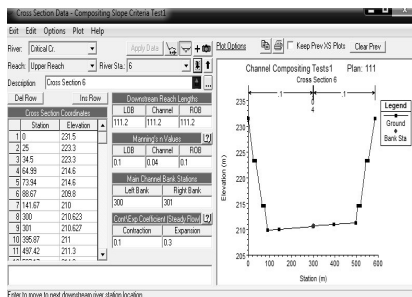 Cross Section Data - Compositing Slope Criteria Test1
Exit Edit Options Plot Help
River: Critical Cr. Apply Data
Plot Options Keep Prev XS Plots Clear Prev
Reach: Upper Reach River Sta.: 6
Description Cross Section 6
Del Row Ins Row
Cross Section Coordinates
Station Elevation
1 0 231.5
2 25 223.3
3 34.5 223.3
4 64.99 214.6
5 73.94 214.6
6 88.67 209.8
7 141.67 210
8 300 210.623
9 301 210.627
10 395.87 211
11 497.42 211.3
Downstream Reach Lengths
LOB Channel ROB
111.2 111.2 111.2
Manning's n Values
LOB Channel ROB
0.1 0.04 0.1
Main Channel Bank Stations
Left Bank Right Bank
300 301
Cont\Exp Coefficient (Steady Flow)
Contraction Expansion
0.1 0.3
Channel Compositing Tests1 Plan: 111
Cross Section 6
.1 .1
0
4
Elevation (m)
235
230
225
220
215
210
205
0 100 200 300 400 500 600
Station (m)
Legend
Ground
Bank Sta
Enter to move to next downstream river station location